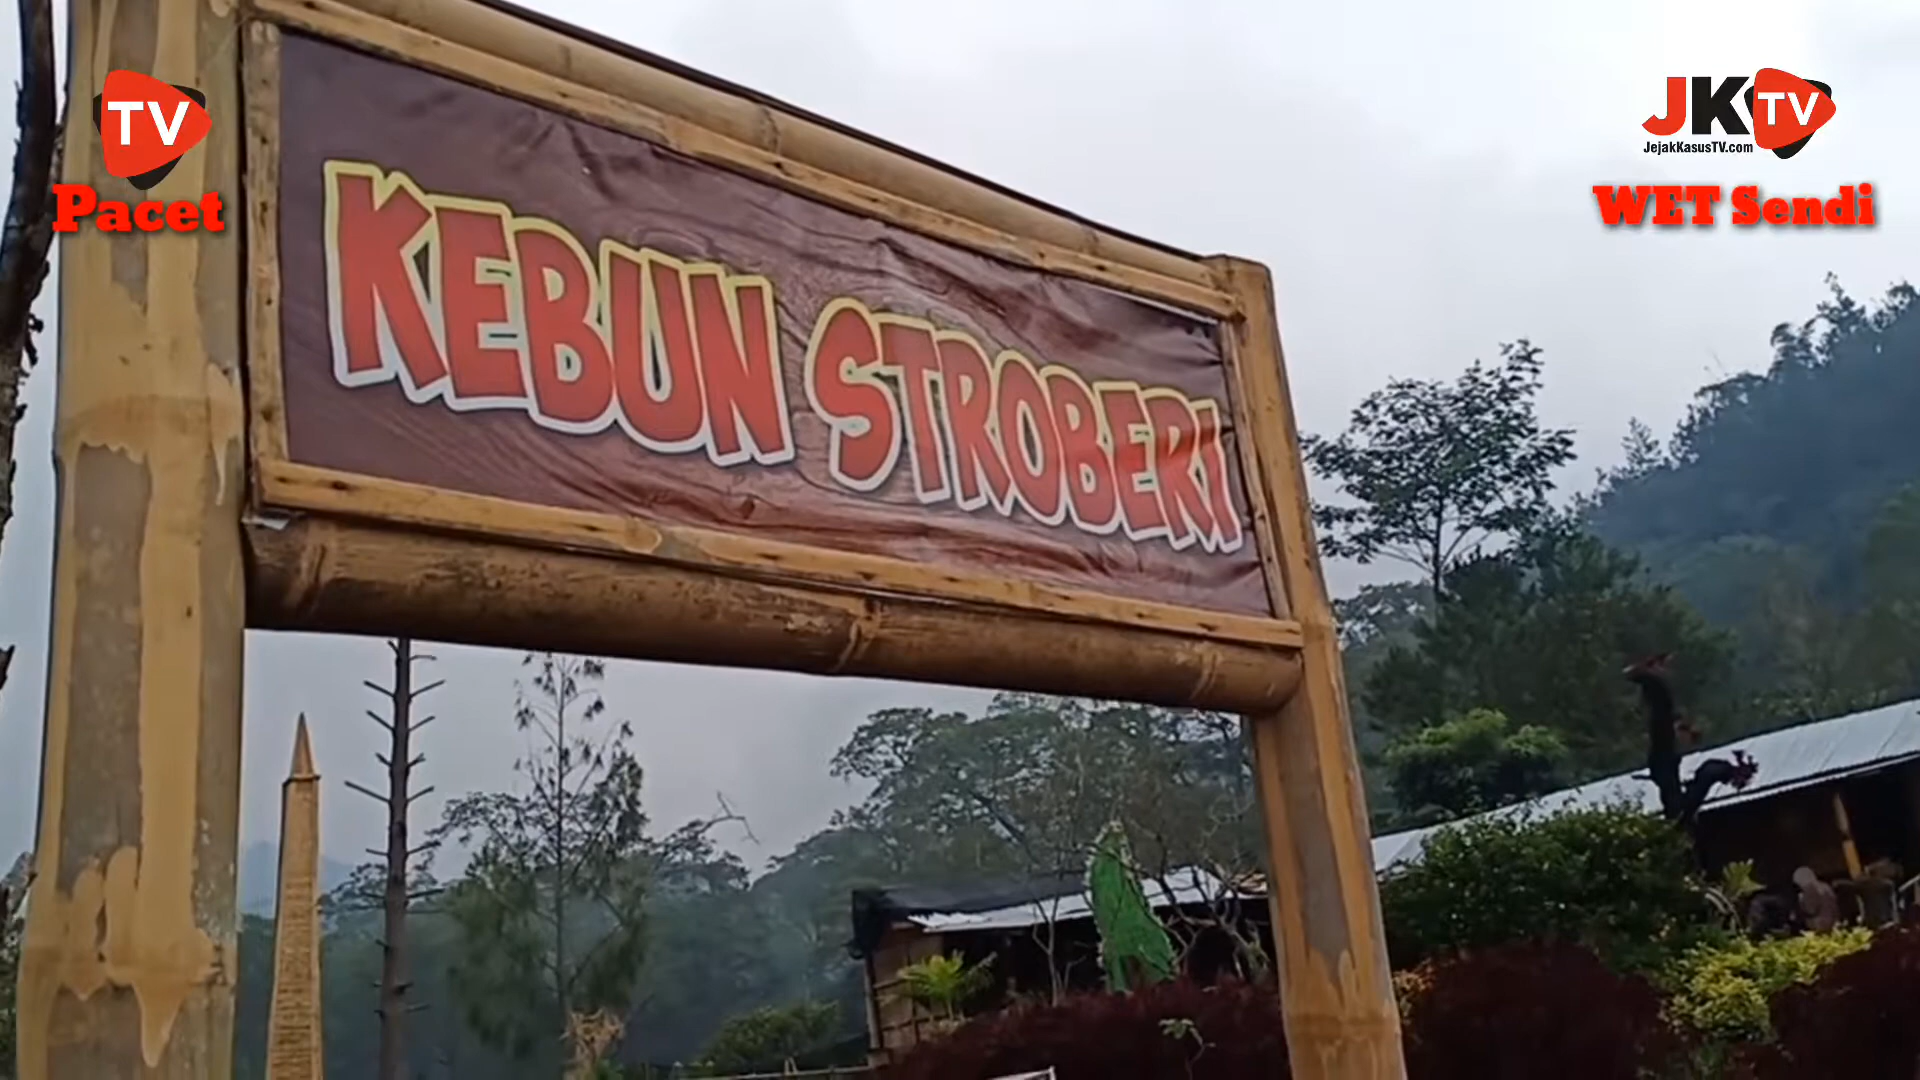 TV
Pacet
JKTV
JejakKasusTV.com
WET Sendi
KEBUN STROBERI